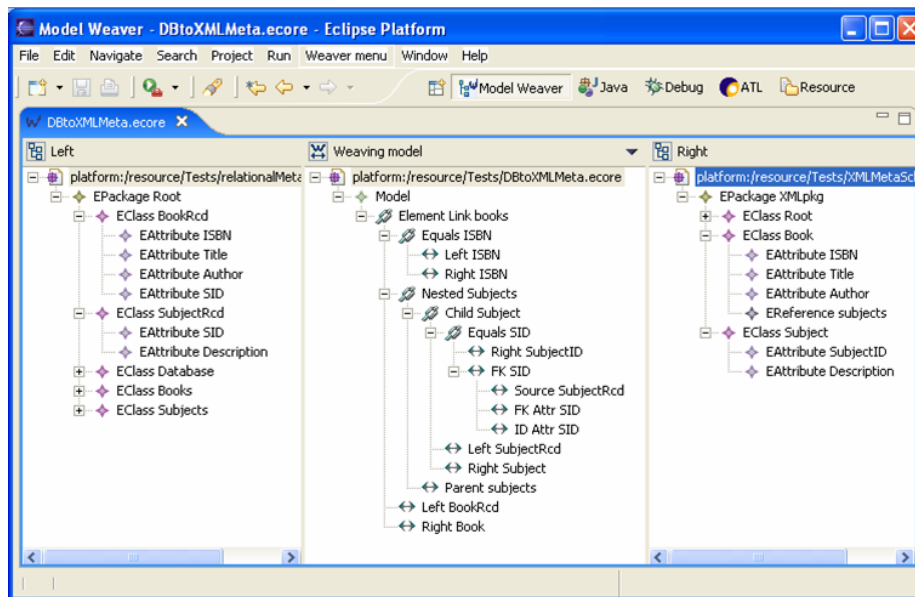 Model Weaver - DBtoXMLMeta.ecore - Eclipse Platform
File Edit Navigate Search Project Run Weaver menu Window Help
Model Weaver Java Debug ATL Resource
DBtoXMLMeta.ecore
Left
platform:/resource/Tests/relationalMeta
EPackage Root
EClass BookRcd
EAttribute ISBN
EAttribute Title
EAttribute Author
EAttribute SID
EClass SubjectRcd
EAttribute SID
EAttribute Description
EClass Database
EClass Books
EClass Subjects
Weaving model
platform:/resource/Tests/DBtoXMLMeta.ecore
Model
Element Link books
Equals ISBN
Left ISBN
Right ISBN
Nested Subjects
Child Subject
Equals SID
Right SubjectID
FK SID
Source SubjectRcd
FK Attr SID
ID Attr SID
Left SubjectRcd
Right Subject
Parent subjects
Left BookRcd
Right Book
Right
platform:/resource/Tests/XMLMetaScl
EPackage XMLpkg
EClass Root
EClass Book
EAttribute ISBN
EAttribute Title
EAttribute Author
EReference subjects
EClass Subject
EAttribute SubjectID
EAttribute Description